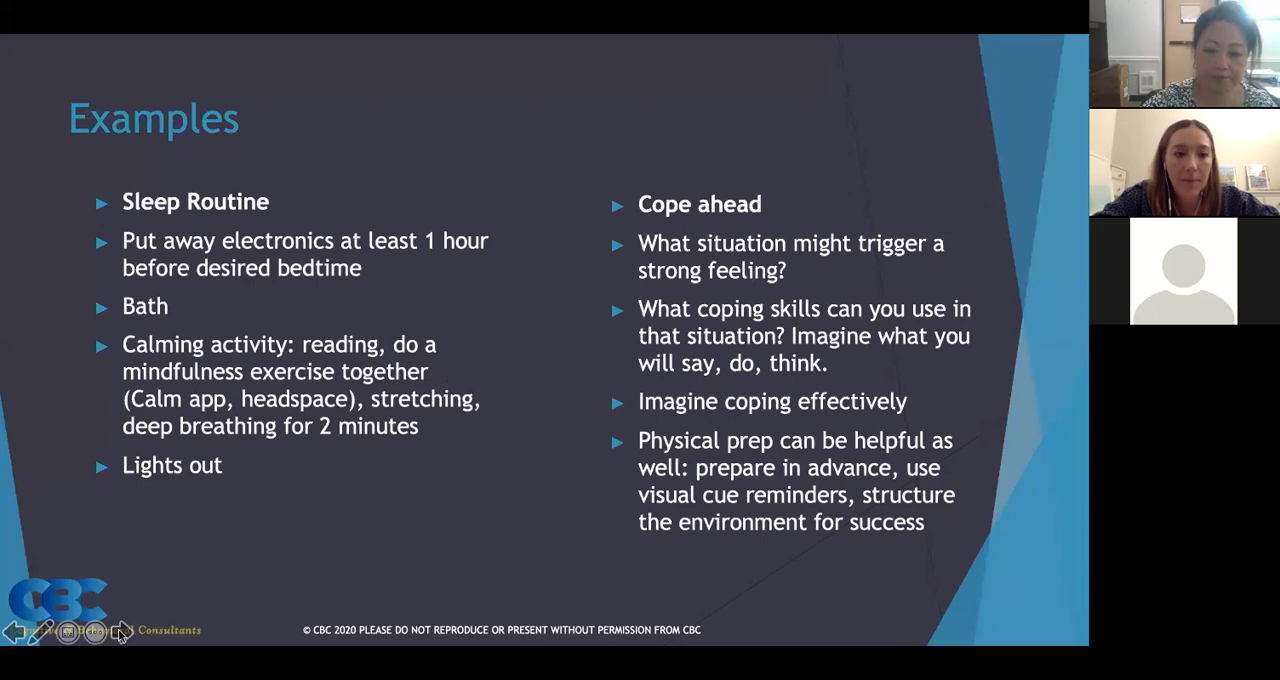 Examples
Sleep Routine
Put away electronics at least 1 hour
before desired bedtime
Bath
Calming activity: reading, do a
mindfulness exercise together
(Calm app, headspace), stretching,
deep breathing for 2 minutes
Lights out
Cope ahead
What situation might trigger a
strong feeling?
What coping skills can you use in
that situation? Imagine what you
will say, do, think.
Imagine coping effectively
Physical prep can be helpful as
well: prepare in advance, use
visual cue reminders, structure
the environment for success
CBC
Consultants
© CBC 2020 PLEASE DO NOT REPRODUCE OR PRESENT WITHOUT PERMISSION FROM CBC